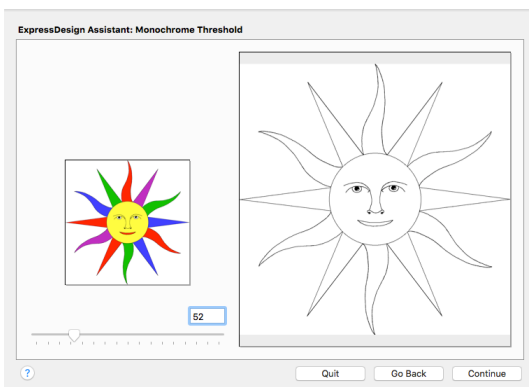 ExpressDesign Assistant: Monochrome Threshold
52
?
Quit
Go Back
Continue